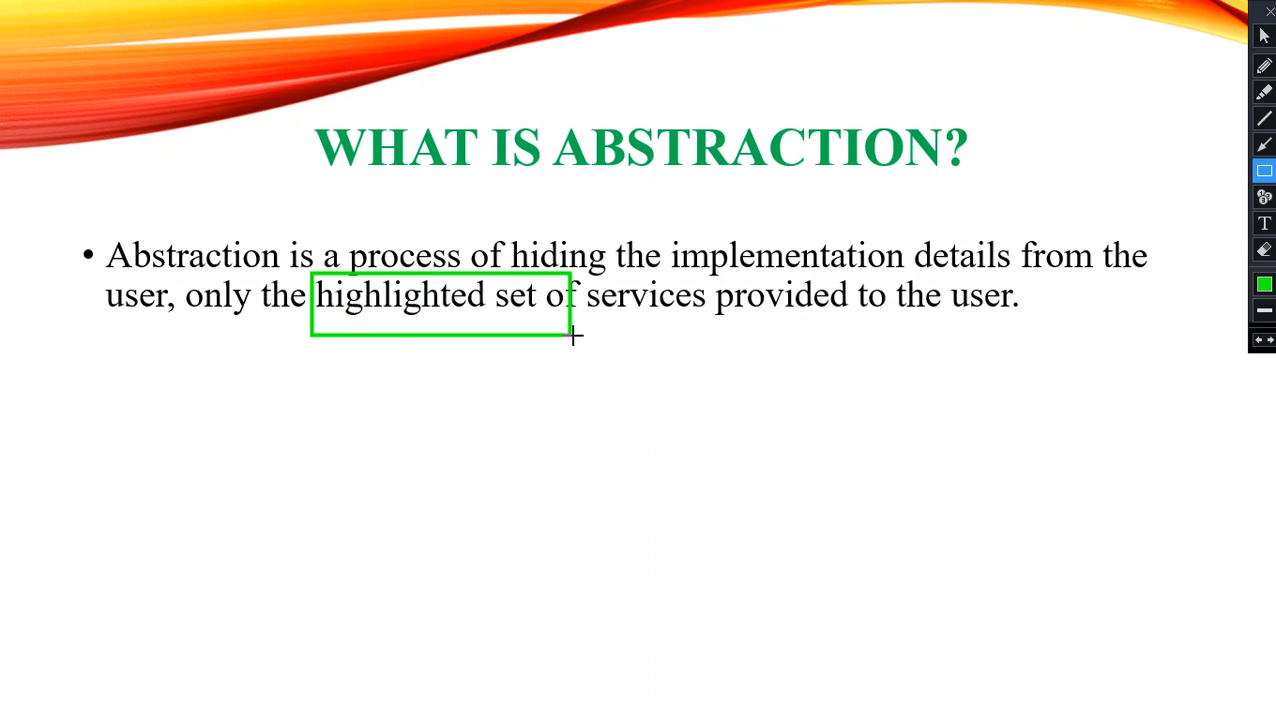 WHAT IS ABSTRACTION?
• Abstraction is a process of hiding the implementation details from the
user, only the highlighted set of services provided to the user.